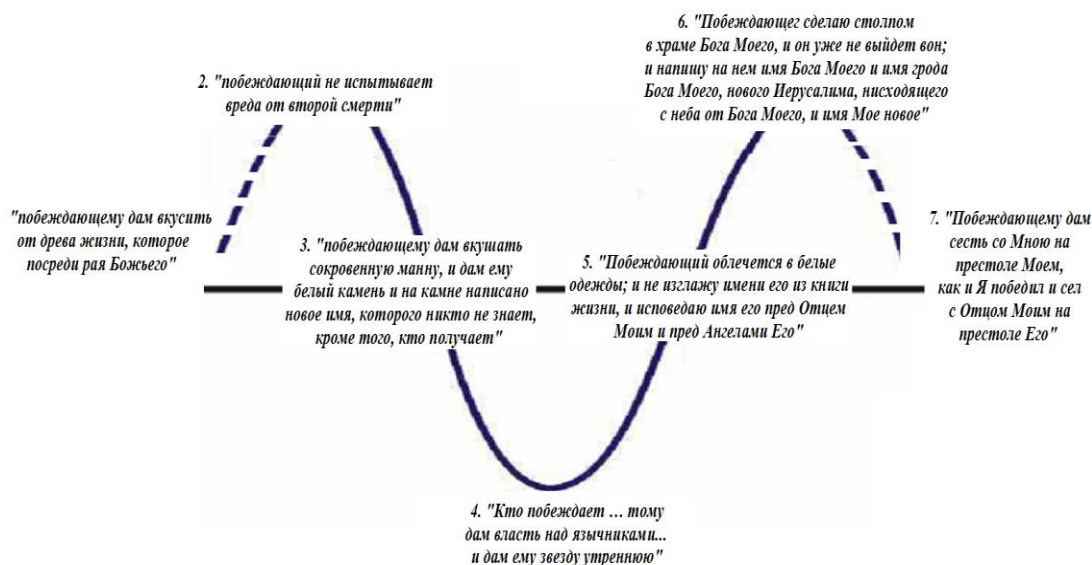 "побеждающему дам вкусить
от древа жизни, которое
посреди рая Божьего"
2. "побеждающий не испытывает
вреда от второй смерти"
3. "побеждающему дам вкушать
сокровенную манну, и дам ему
белый камень и на камне написано
новое имя, которого никто не знает,
кроме того, кто получает"
4. "Кто побеждает ... тому
дам власть над язычниками...
и дам ему звезду утреннюю"
5. "Побеждающий облечется в белые
одежды; и не изглажу имени его из книги
жизни, и исповедаю имя его пред Отцем
Моим и пред Ангелами Его"
6. "Побеждающег сделаю столпом
в храме Бога Моего, и он уже не выйдет вон;
и напишу на нем имя Бога Моего и имя грода
Бога Моего, нового Иерусалима, нисходящего
с неба от Бога Моего, и имя Мое новое"
7. "Побеждающему дам
сесть со Мною на
престоле Моем,
как и Я победил и сел
с Отцом Моим на
престоле Его"